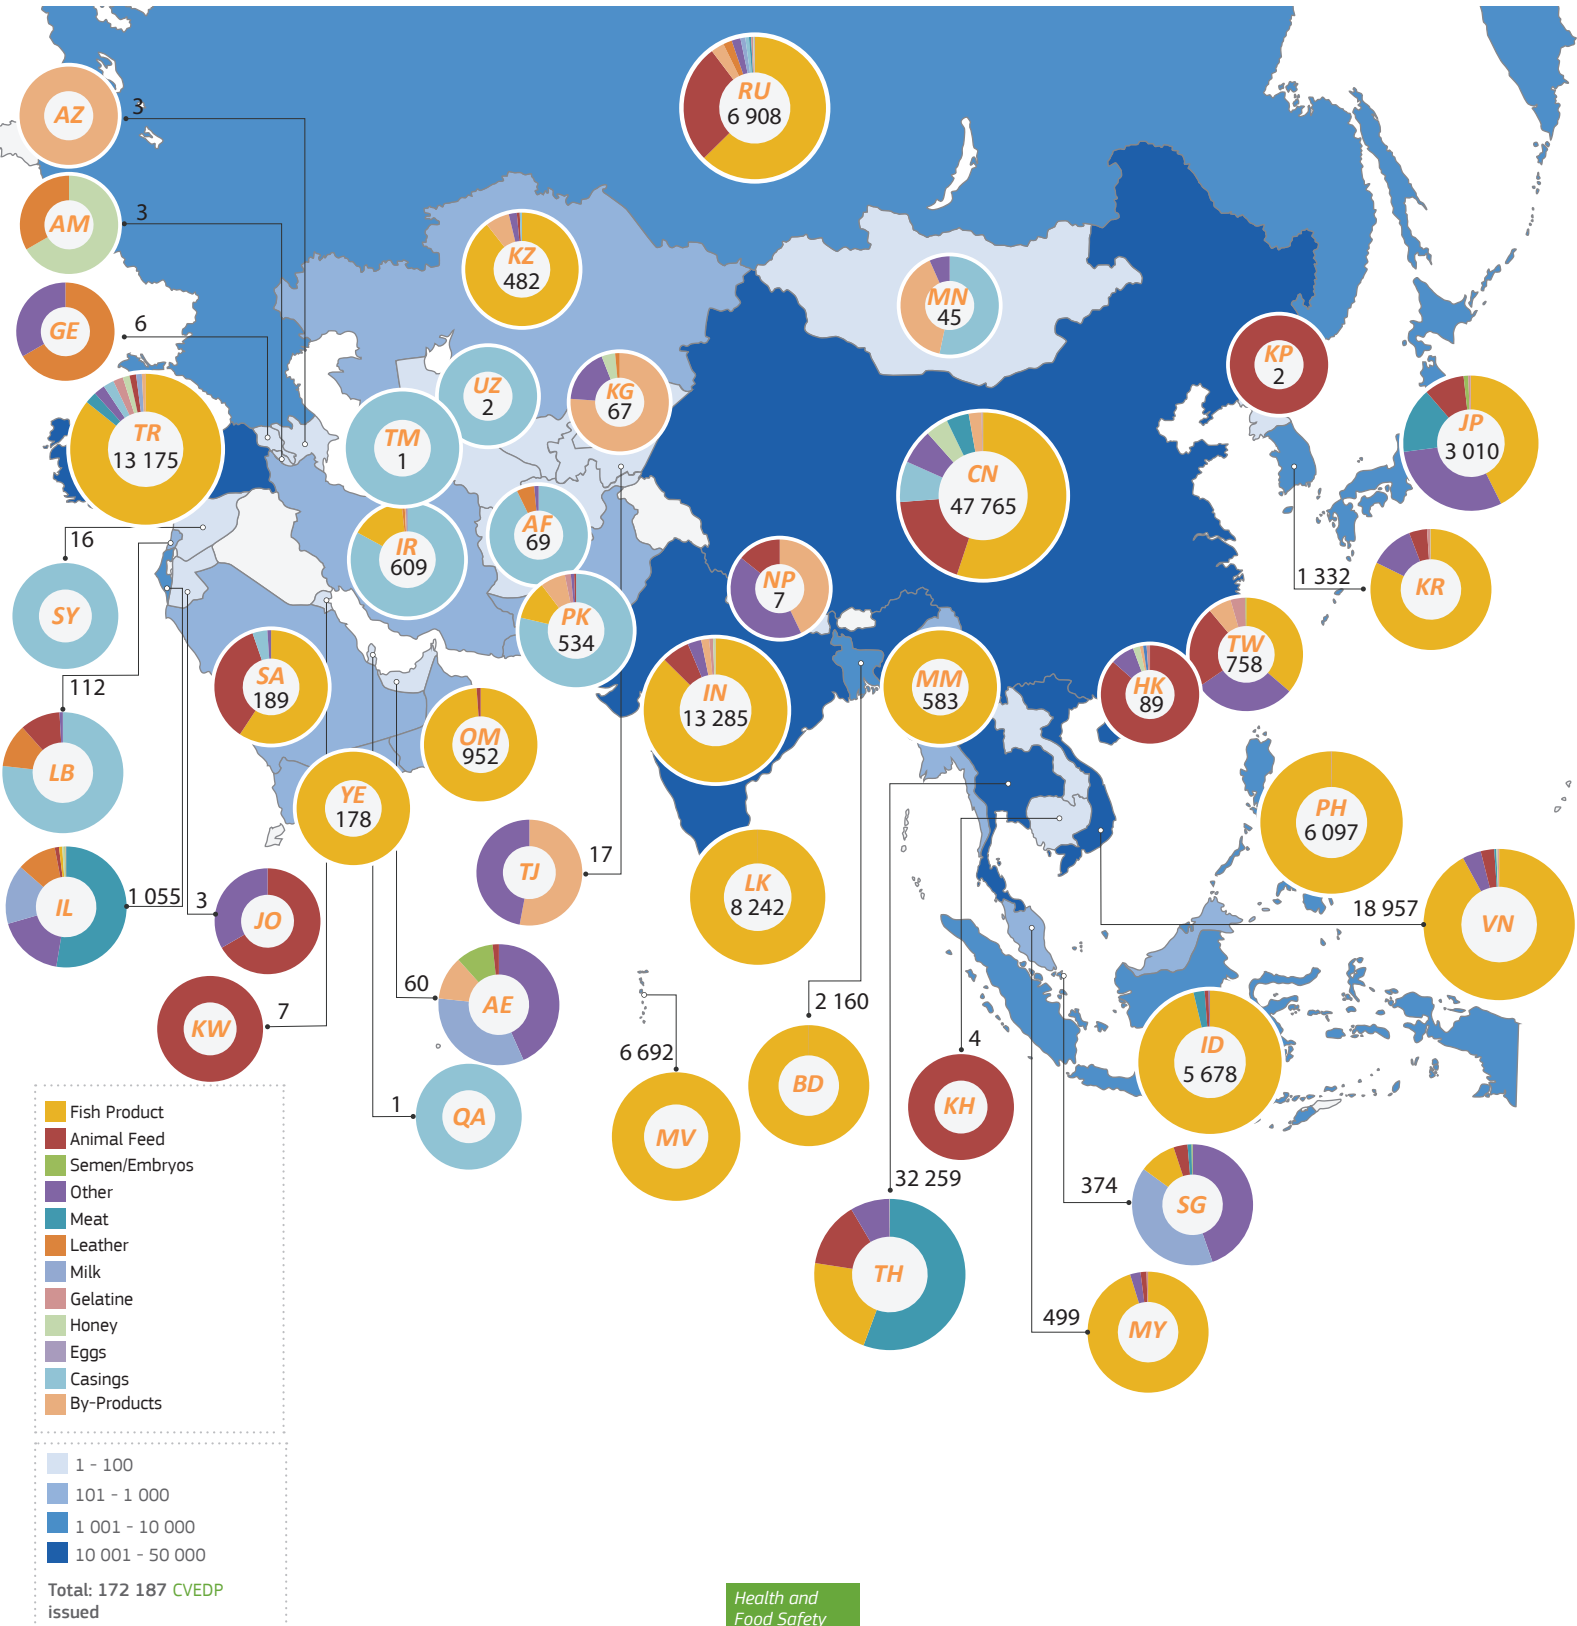 RU
6 908
AZ
3
AM
3
GE
6
KZ
482
MN
45
KP
2
UZ
2
KG
67
TR
13 175
TM
1
CN
47 765
JP
3 010
16
SY
IR
609
AF
69
NP
7
1 332
KR
PK
534
TW
758
112
LB
SA
189
IN
13 285
MM
583
HK
89
OM
952
YE
178
PH
6 097
TJ
17
LK
8 242
IL
1 055
3
JO
18 957
VN
KW
7
60
AE
2 160
6 692
4
ID
5 678
BD
1
QA
MV
KH
32 259
374
SG
TH
499
MY
Fish Product
Animal Feed
Semen/Embryos
Other
Meat
Leather
Milk
Gelatine
Honey
Eggs
Casings
By-Products
1 - 100
101 - 1 000
1 001 - 10 000
10 001 - 50 000
Total: 172 187 CVEDP
issued
Health and
Food Safety